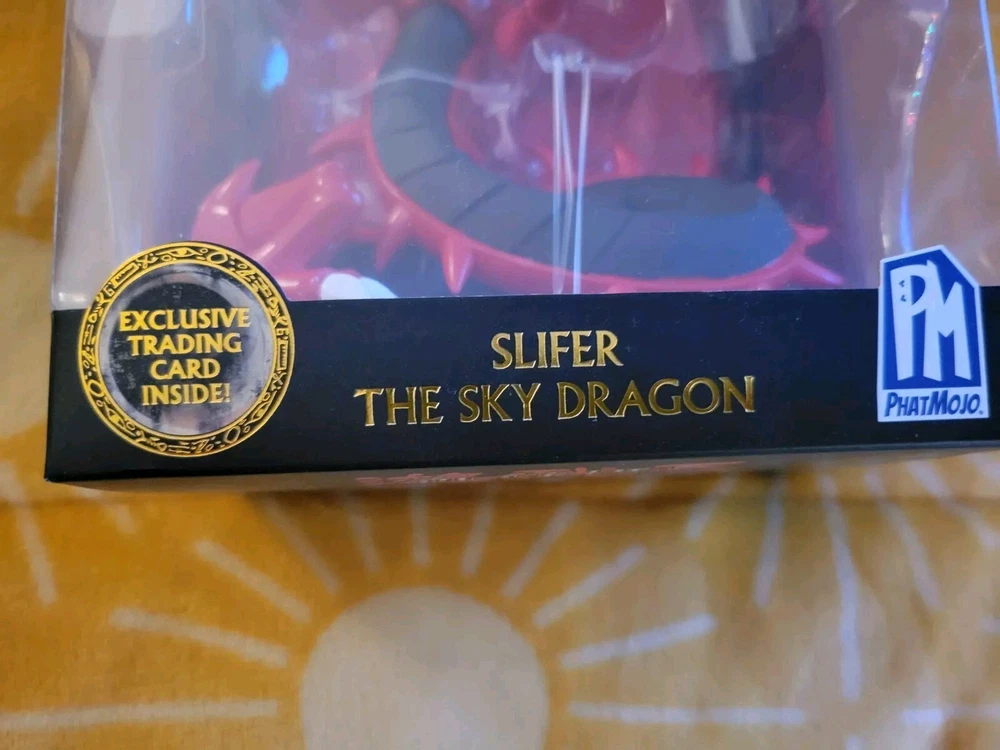 EXCLUSIVE
TRADING
CARD
INSIDE!
SLIFER
THE SKY DRAGON
PM
PHATMOJO